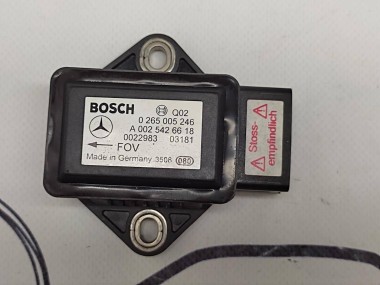 BOSCH Q02
0 265 005 246
A 002 542 66 18
0022983 03181
FOV
Made in Germany 3508 080
Stoss-
empfindlich